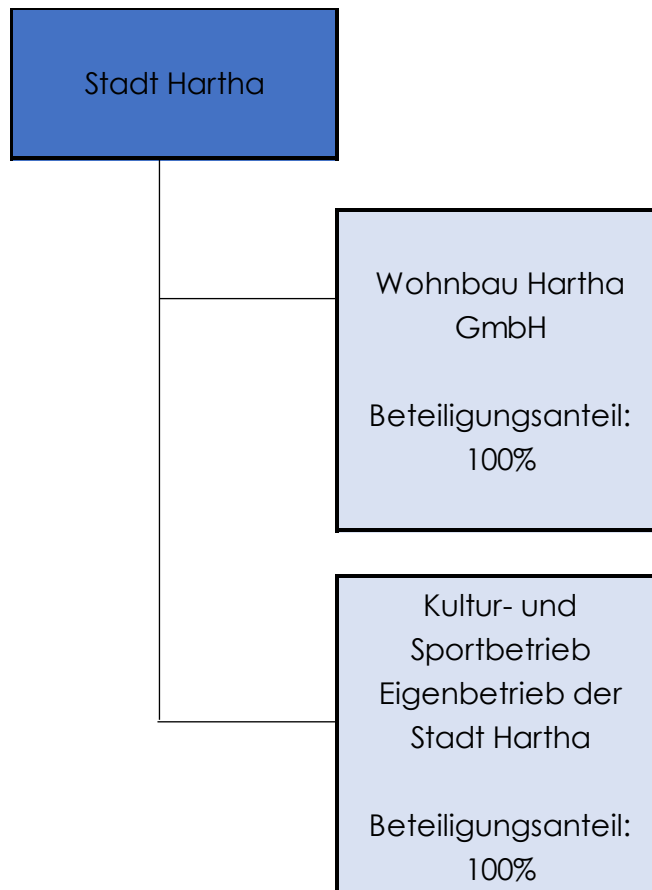 Stadt Hartha
Wohnbau Hartha
GmbH
Beteiligungsanteil:
100%
Kultur- und
Sportbetrieb
Eigenbetrieb der
Stadt Hartha
Beteiligungsanteil:
100%